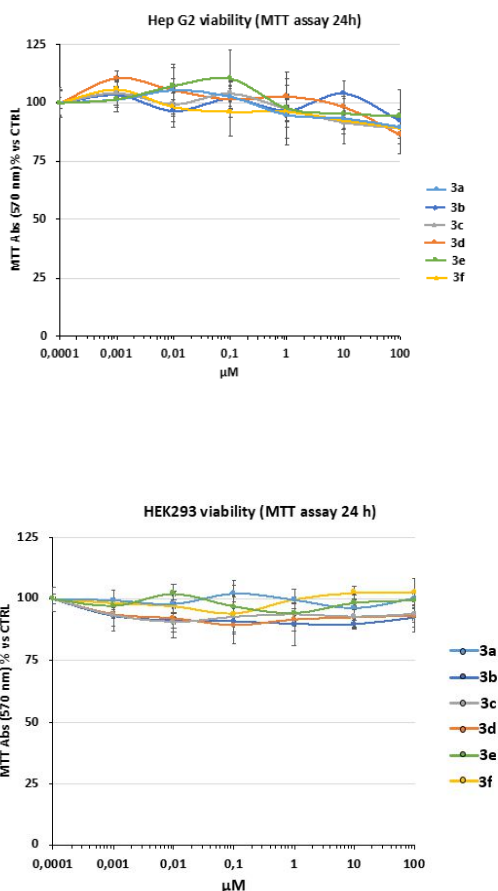 Hep G2 viability (MTT assay 24h)
MTT Abs (570 nm) % vs CTRL
125
100
75
50
25
0
0,0001 0,001 0,01 0,1 1 10 100
µM
3a
3b
3c
3d
3e
3f
HEK293 viability (MTT assay 24 h)
MTT Abs (570 nm) % vs CTRL
125
100
75
50
25
0
0,0001 0,001 0,01 0,1 1 10 100
µM
3a
3b
3c
3d
3e
3f